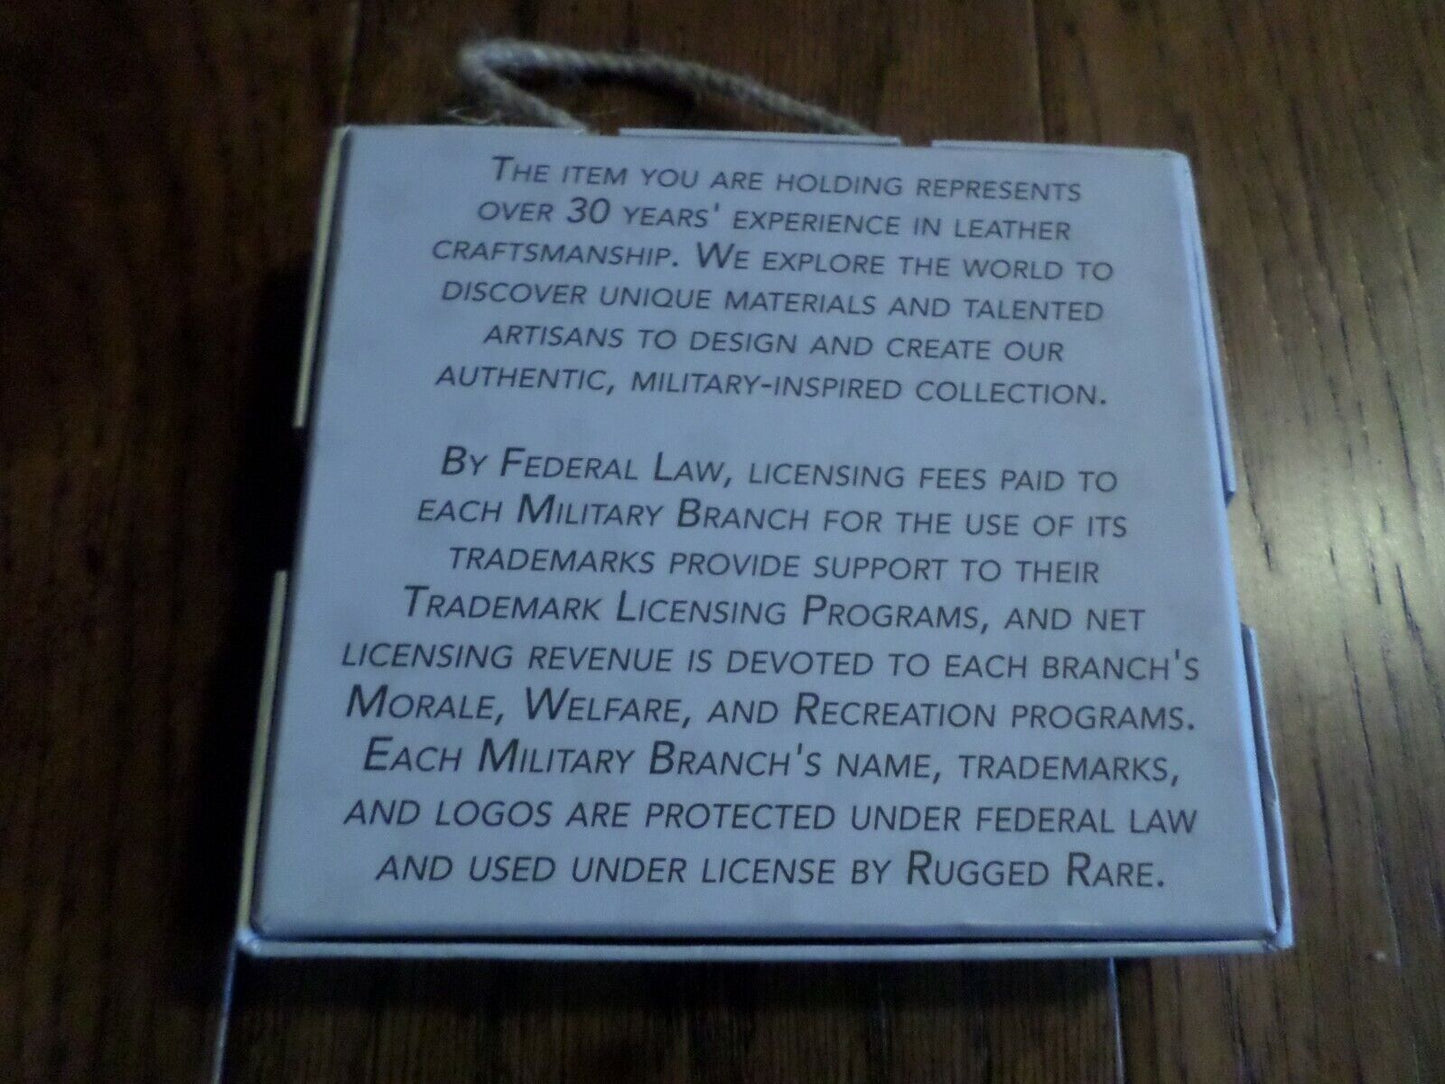 The item you are holding represents
over 30 years' experience in leather
craftsmanship. We explore the world to
discover unique materials and talented
artisans to design and create our
authentic, military-inspired collection.
By Federal Law, licensing fees paid to
each Military Branch for the use of its
trademarks provide support to their
Trademark Licensing Programs, and net
licensing revenue is devoted to each branch's
Morale, Welfare, and Recreation programs.
Each Military Branch's name, trademarks,
and logos are protected under federal law
and used under license by Rugged Rare.